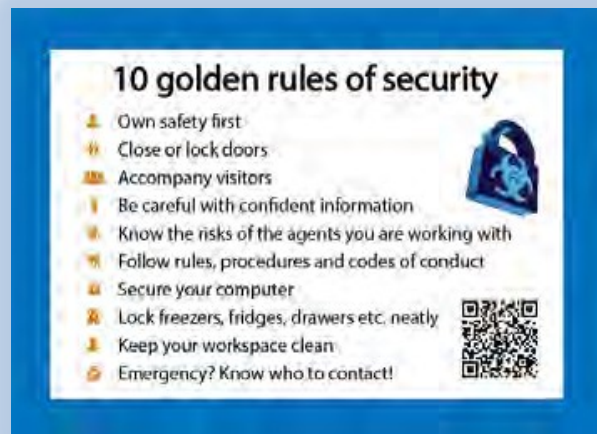 10 golden rules of security
Own safety first
Close or lock doors
Accompany visitors
Be careful with confident information
Know the risks of the agents you are working with
Follow rules, procedures and codes of conduct
Secure your computer
Lock freezers, fridges, drawers etc. neatly
Keep your workspace clean
Emergency? Know who to contact!